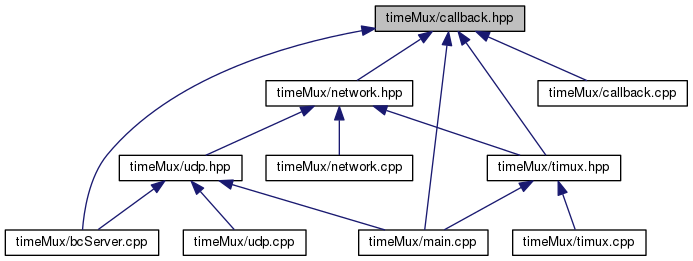 timeMux/callback.hpp
timeMux/network.hpp
timeMux/callback.cpp
timeMux/udp.hpp
timeMux/network.cpp
timeMux/timux.hpp
timeMux/bcServer.cpp
timeMux/udp.cpp
timeMux/main.cpp
timeMux/timux.cpp